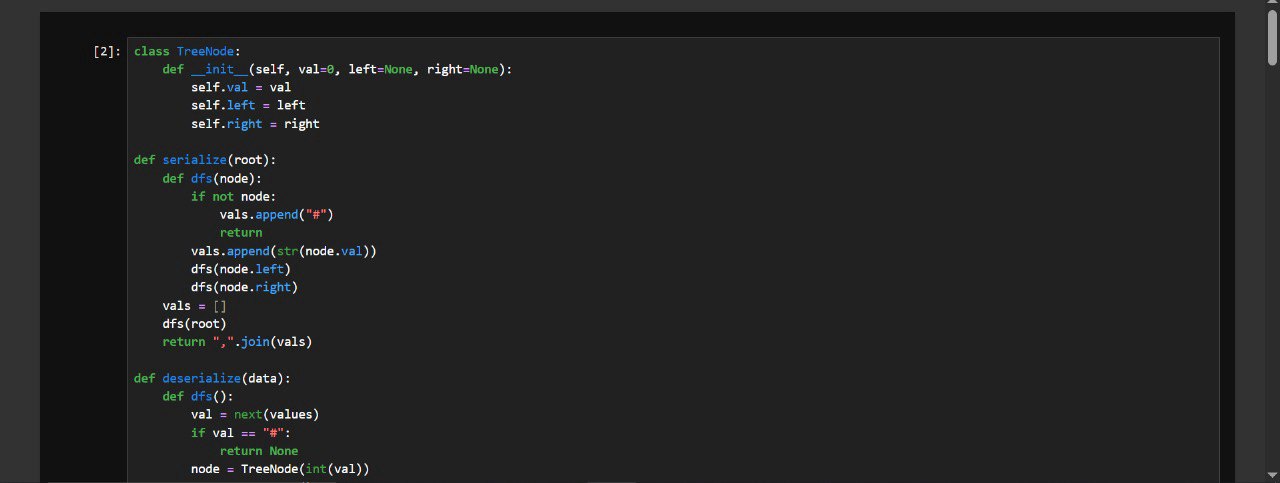 [2]: class TreeNode:
    def __init__(self, val=0, left=None, right=None):
        self.val = val
        self.left = left
        self.right = right

def serialize(root):
    def dfs(node):
        if not node:
            vals.append("#")
            return
        vals.append(str(node.val))
        dfs(node.left)
        dfs(node.right)
    vals = []
    dfs(root)
    return ",".join(vals)

def deserialize(data):
    def dfs():
        val = next(values)
        if val == "#":
            return None
        node = TreeNode(int(val))